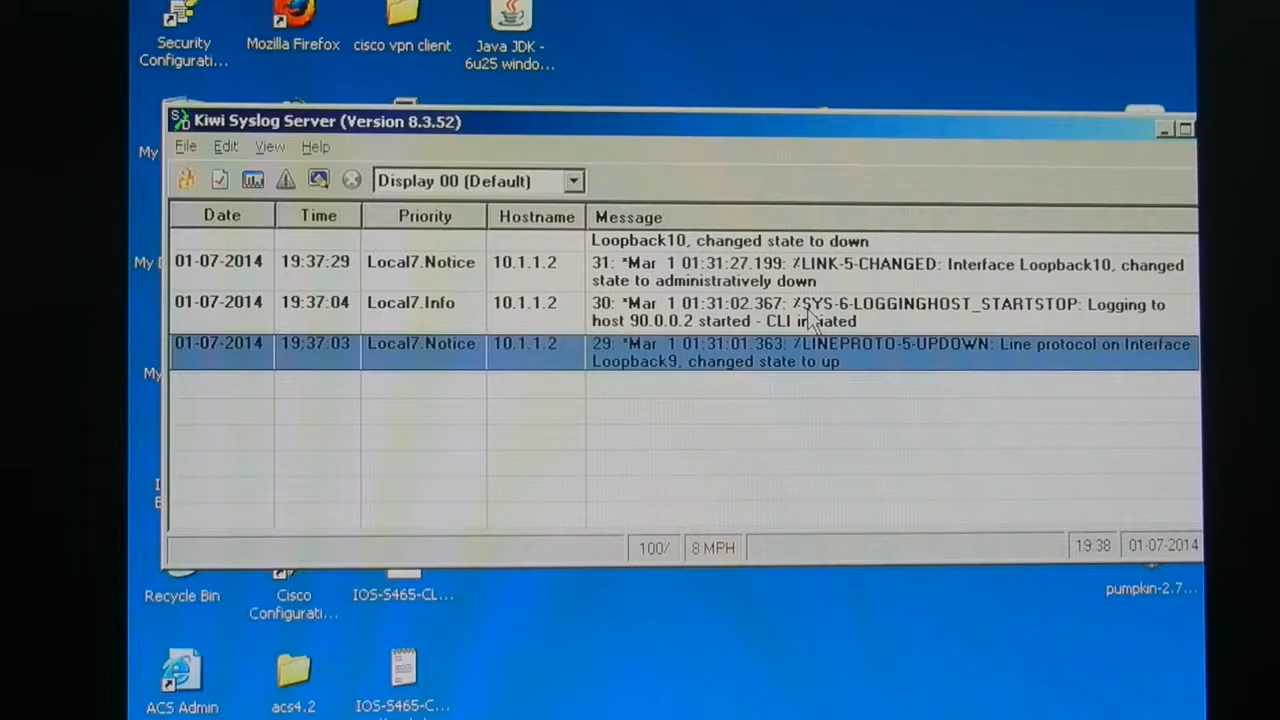 Security
Configurati...
Mozilla Firefox
cisco vpn client
Java JDK -
6u25 windo...
Kiwi Syslog Server (Version 8.3.52)
File Edit View Help
Display 00 (Default)
Date Time Priority Hostname Message
Loopback10, changed state to down
01-07-2014 19:37:29 Local7.Notice 10.1.1.2 31: *Mar 1 01:31:27.199: %LINK-5-CHANGED: Interface Loopback10, changed
state to administratively down
01-07-2014 19:37:04 Local7.Info 10.1.1.2 30: *Mar 1 01:31:02.367: %SYS-6-LOGGINGHOST_STARTSTOP: Logging to
host 90.0.0.2 started - CLI initiated
01-07-2014 19:37:03 Local7.Notice 10.1.1.2 29: *Mar 1 01:31:01.363: %LINEPROTO-5-UPDOWN: Line protocol on Interface
Loopback9, changed state to up
My
My
My
100% 8 MPH 19:38 01-07-2014
Recycle Bin
Cisco
Configurati...
IOS-S465-CL...
pumpkin-2.7...
ACS Admin
acs4.2
IOS-S465-C...